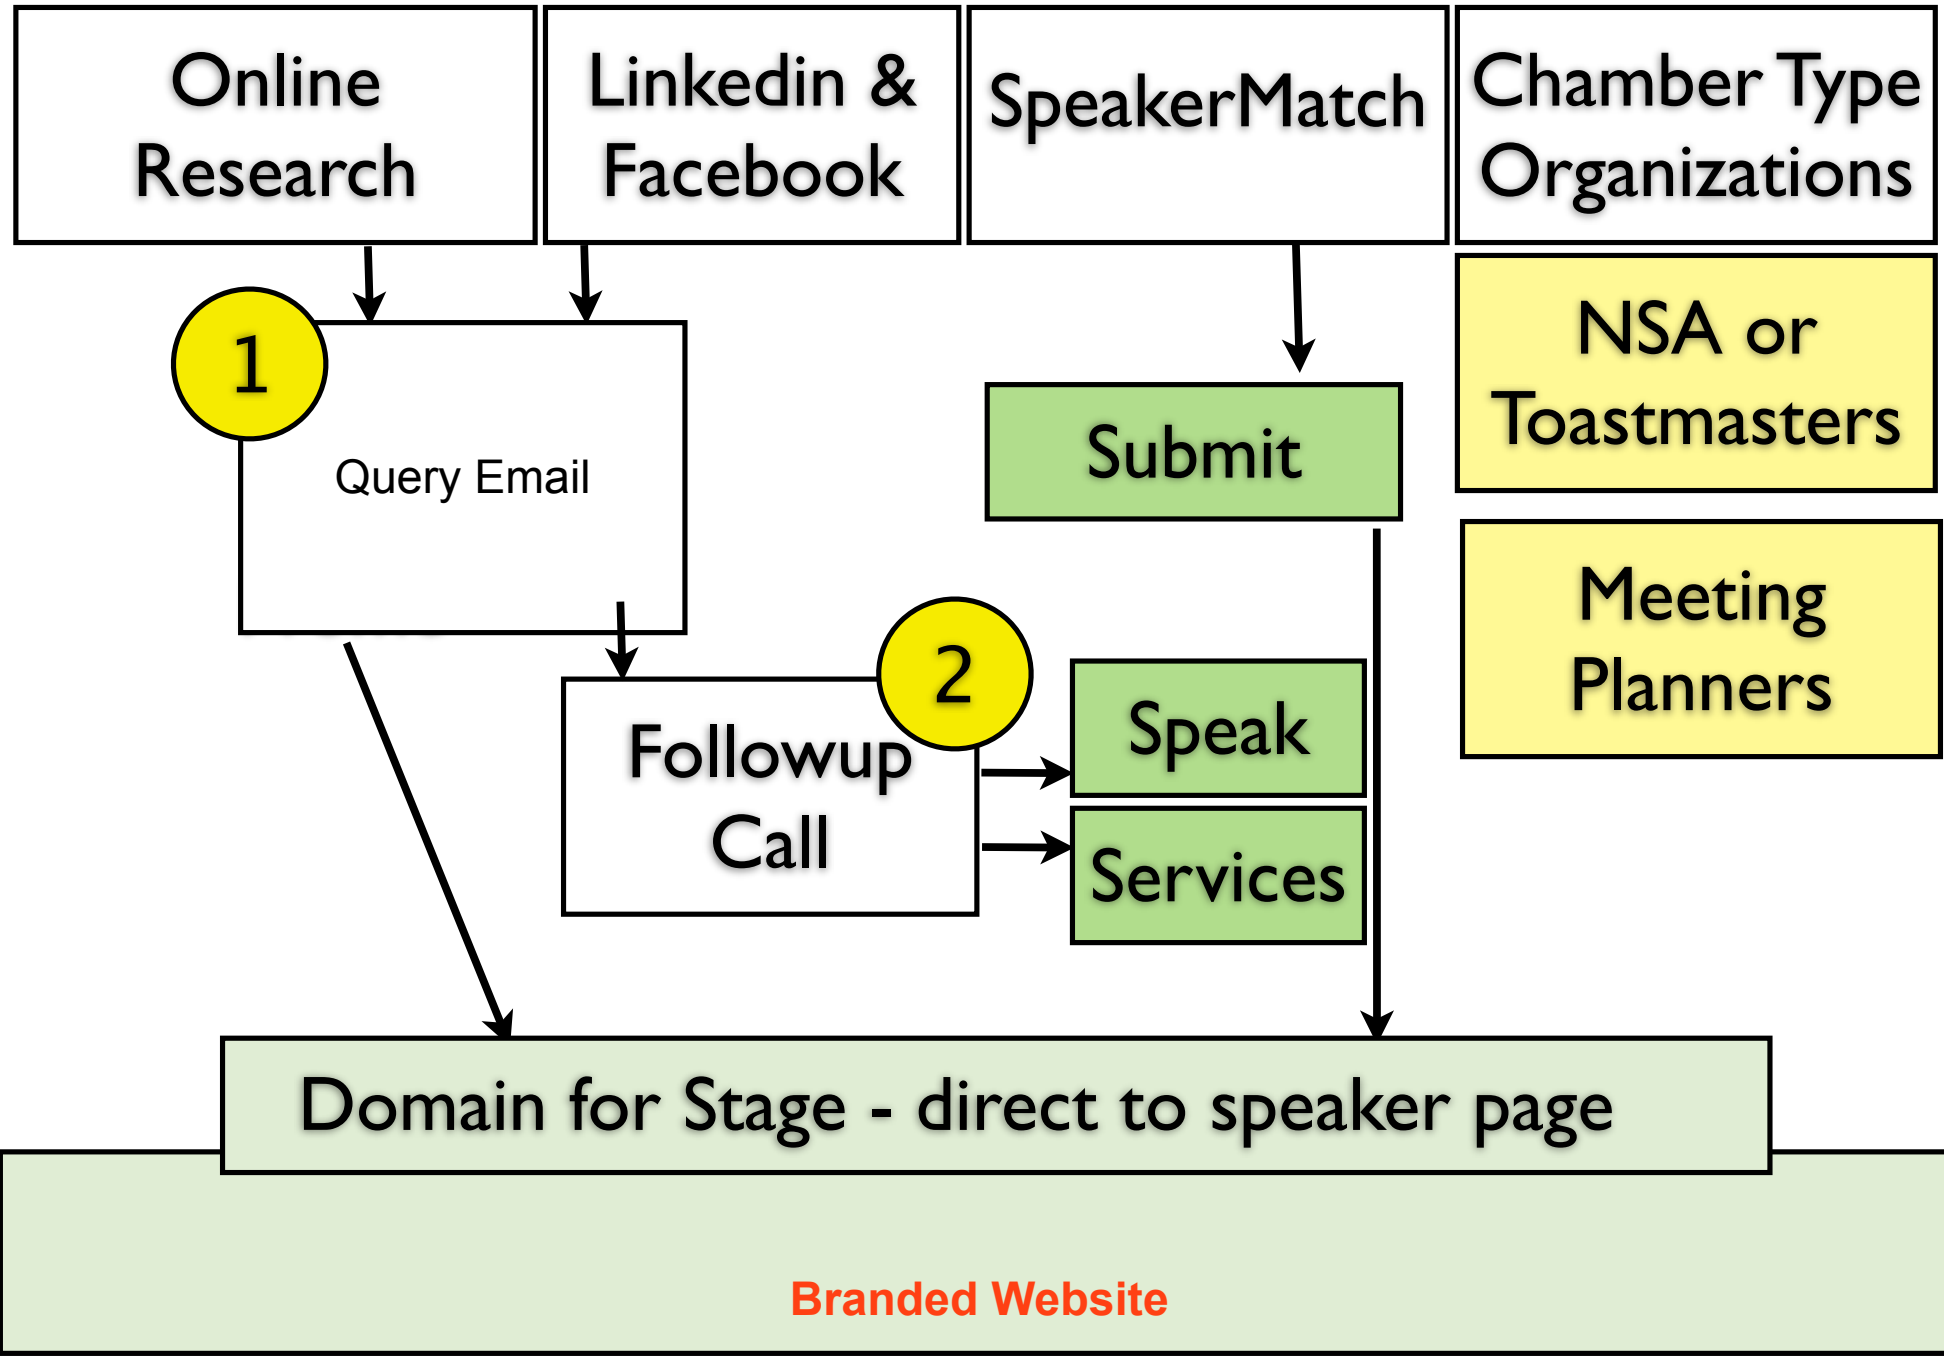 Online
Research
Linkedin &
Facebook
SpeakerMatch
Chamber Type
Organizations
NSA or
Toastmasters
Meeting
Planners
1
Query Email
Submit
2
Followup
Call
Speak
Services
Domain for Stage - direct to speaker page
Branded Website